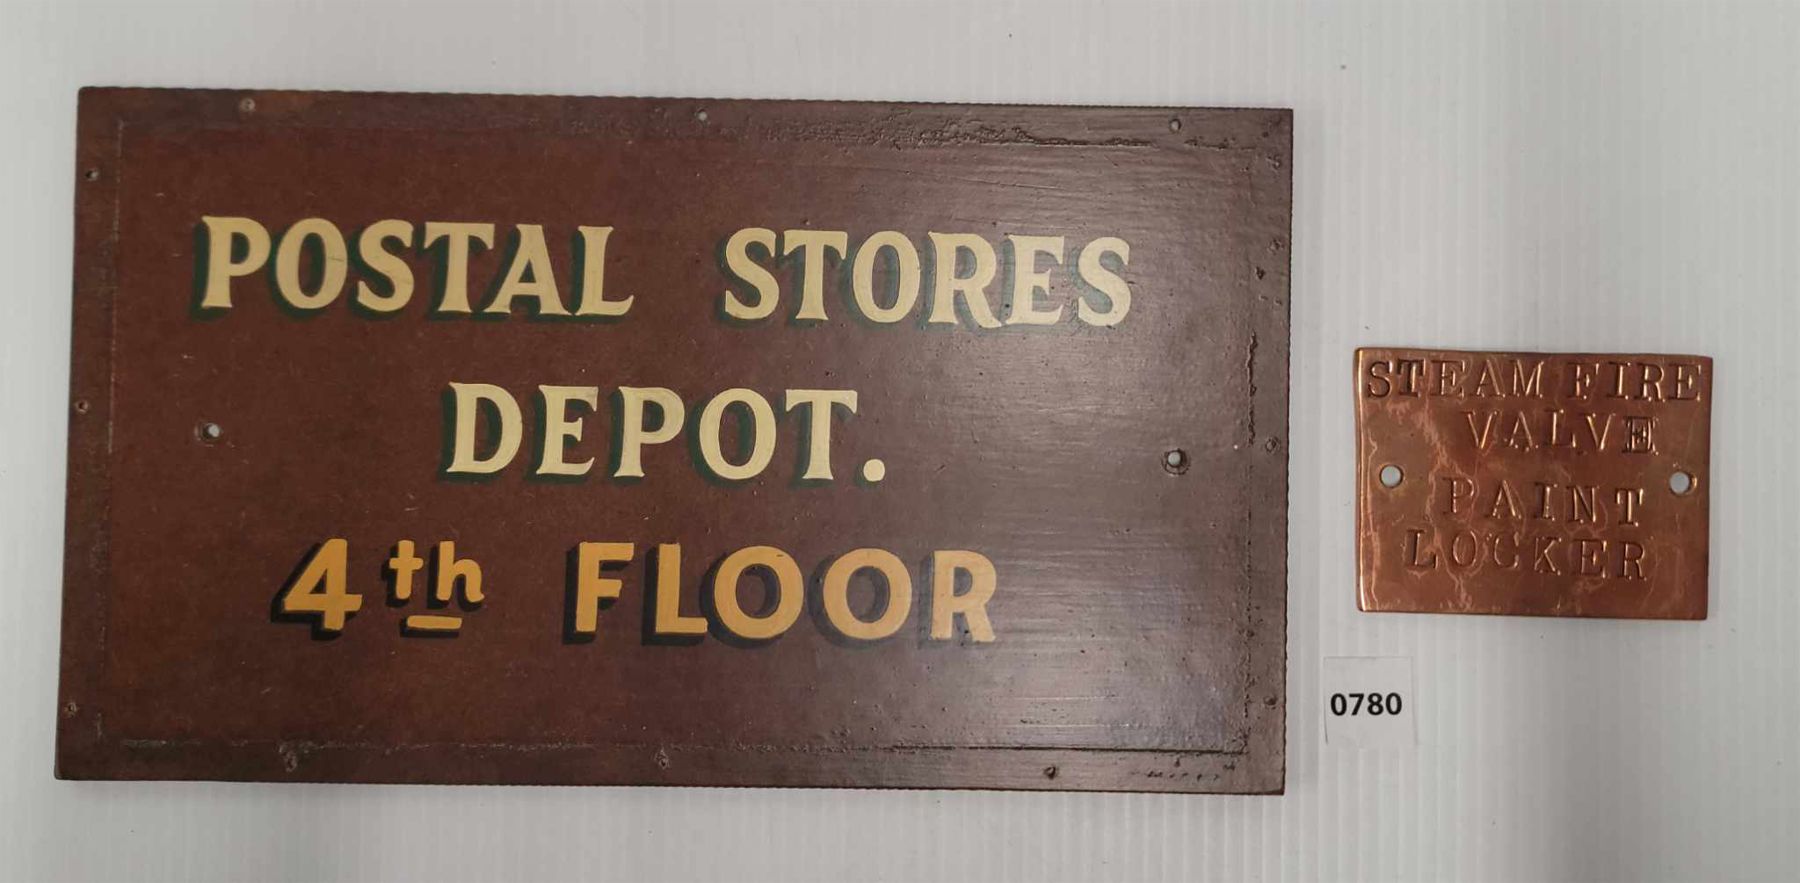 POSTAL STORES
DEPOT.
4th FLOOR
STEAM FIRE
VALVE
PAINT
LOCKER
0780